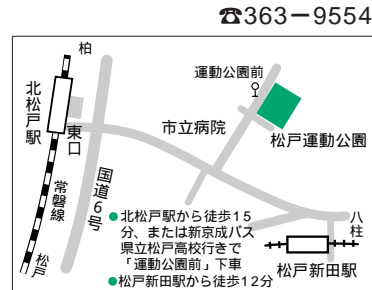 ☎363−9554
柏
運動公園前
北松戸駅
東口
市立病院
松戸運動公園
国道6号
常磐線
松戸
八柱
●北松戸駅から徒歩15
分、または新京成バス
県立松戸高校行きで
「運動公園前」下車
●松戸新田駅から徒歩12分
松戸新田駅